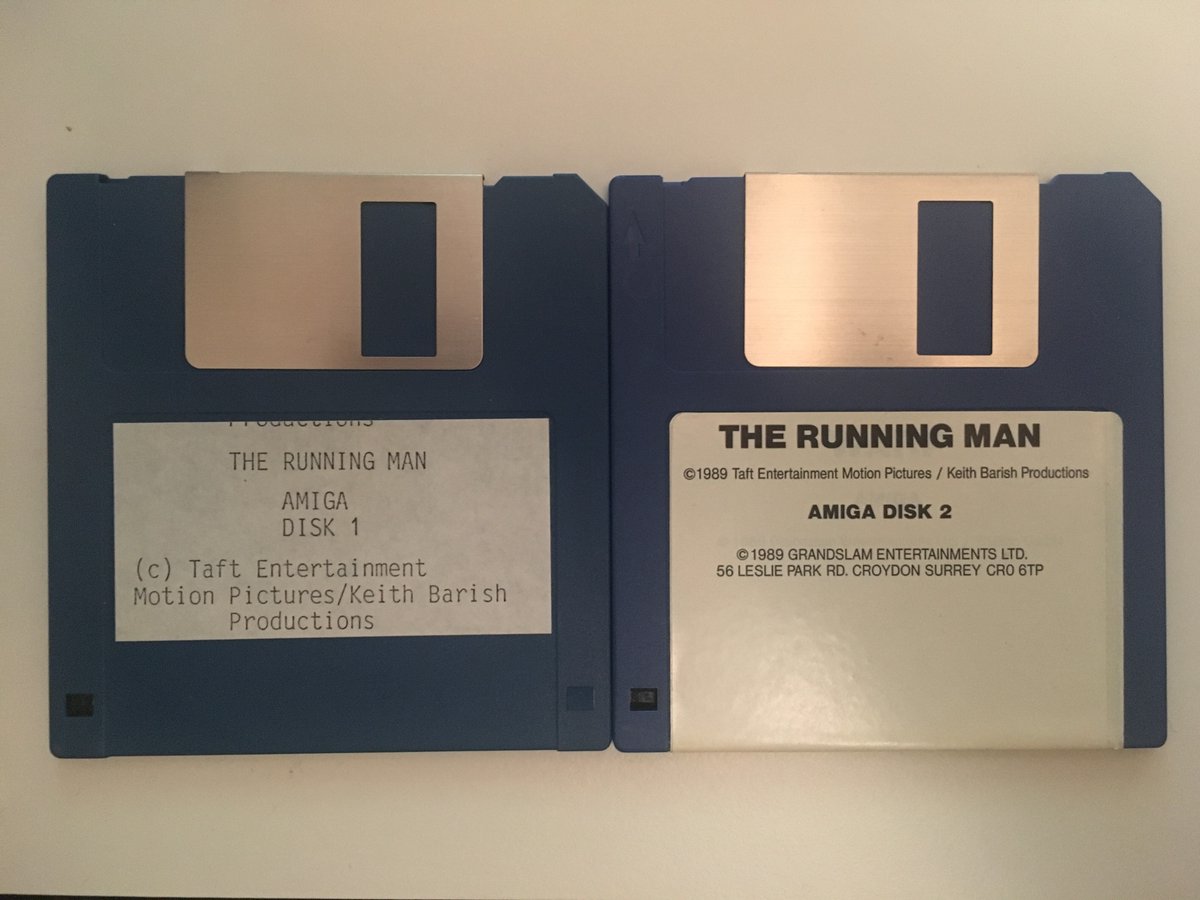 Productions
THE RUNNING MAN
AMIGA
DISK 1
(c) Taft Entertainment
Motion Pictures/Keith Barish
Productions
THE RUNNING MAN
©1989 Taft Entertainment Motion Pictures / Keith Barish Productions
AMIGA DISK 2
©1989 GRANDSLAM ENTERTAINMENTS LTD.
56 LESLIE PARK RD. CROYDON SURREY CR0 6TP